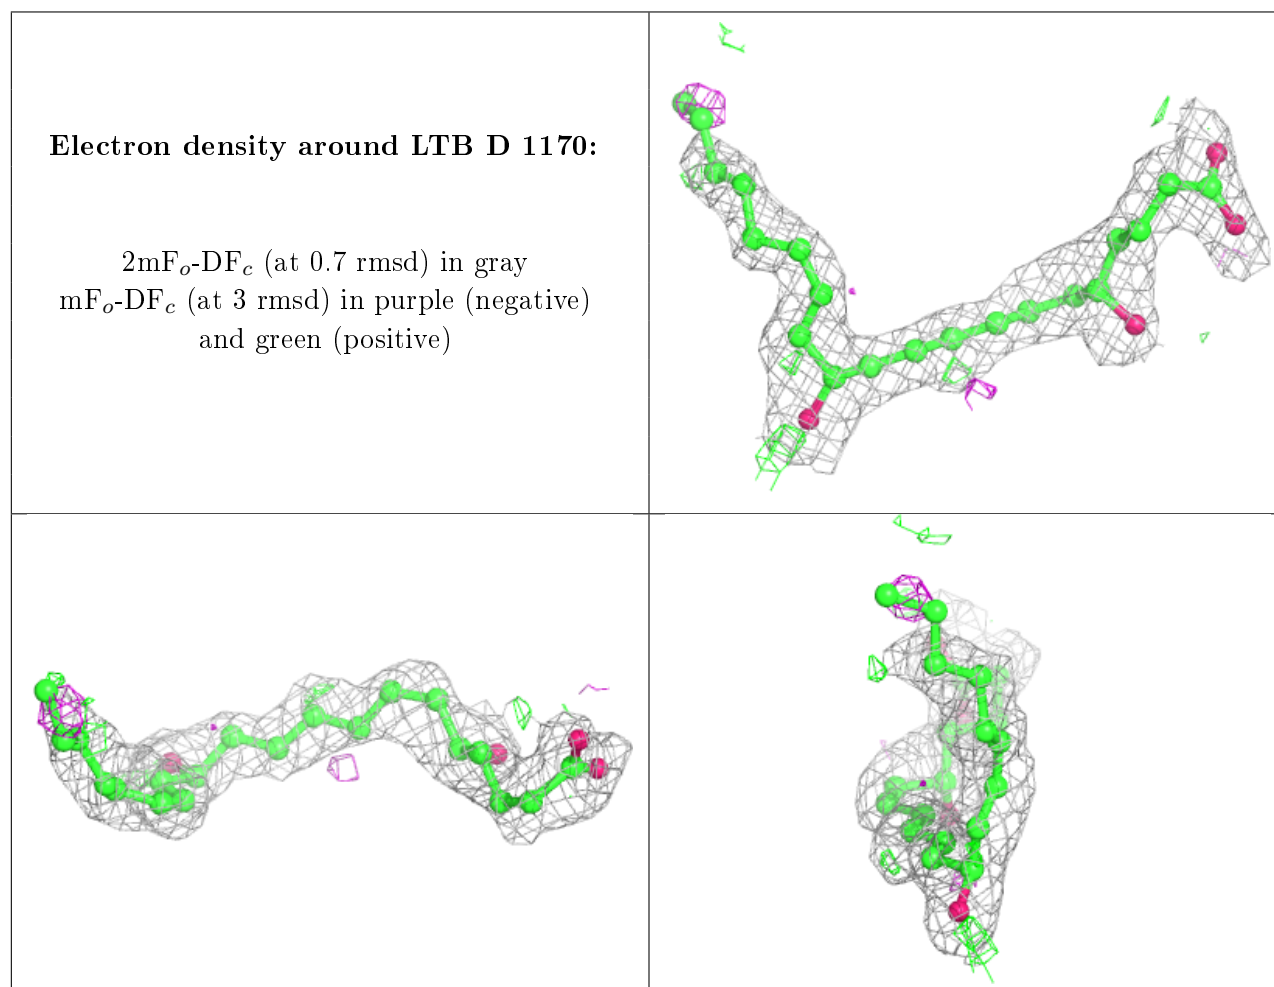 Electron density around LTB D 1170:
2mFo-DFc (at 0.7 rmsd) in gray
mFo-DFc (at 3 rmsd) in purple (negative)
and green (positive)